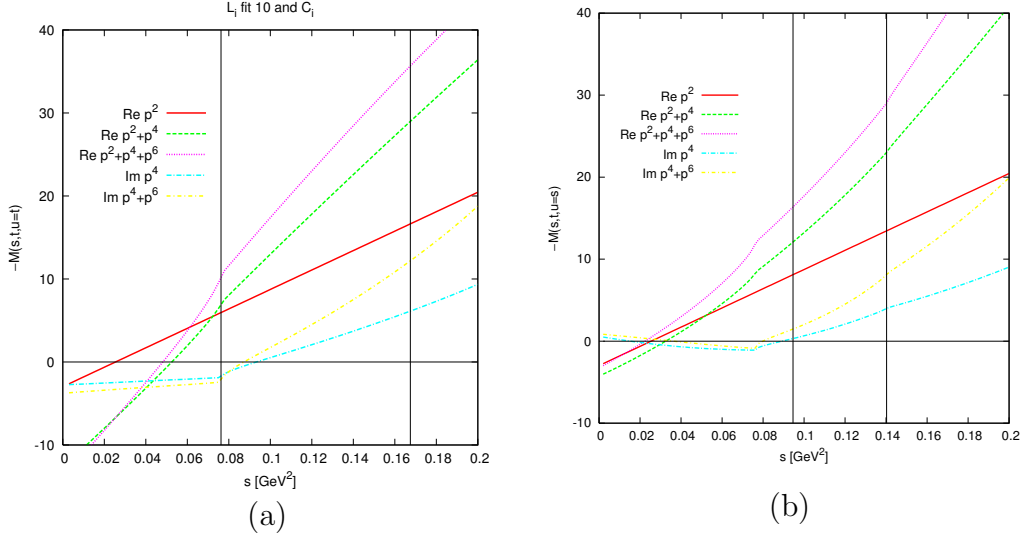 L_i fit 10 and C_i
40
30
20
10
0
-10
−M(s,t,u=t)
Re p^2
Re p^2+p^4
Re p^2+p^4+p^6
Im p^4
Im p^4+p^6
0 0.02 0.04 0.06 0.08 0.1 0.12 0.14 0.16 0.18 0.2
s [GeV^2]
(a)
40
30
20
10
0
-10
−M(s,t,u=s)
Re p^2
Re p^2+p^4
Re p^2+p^4+p^6
Im p^4
Im p^4+p^6
0 0.02 0.04 0.06 0.08 0.1 0.12 0.14 0.16 0.18 0.2
s [GeV^2]
(b)